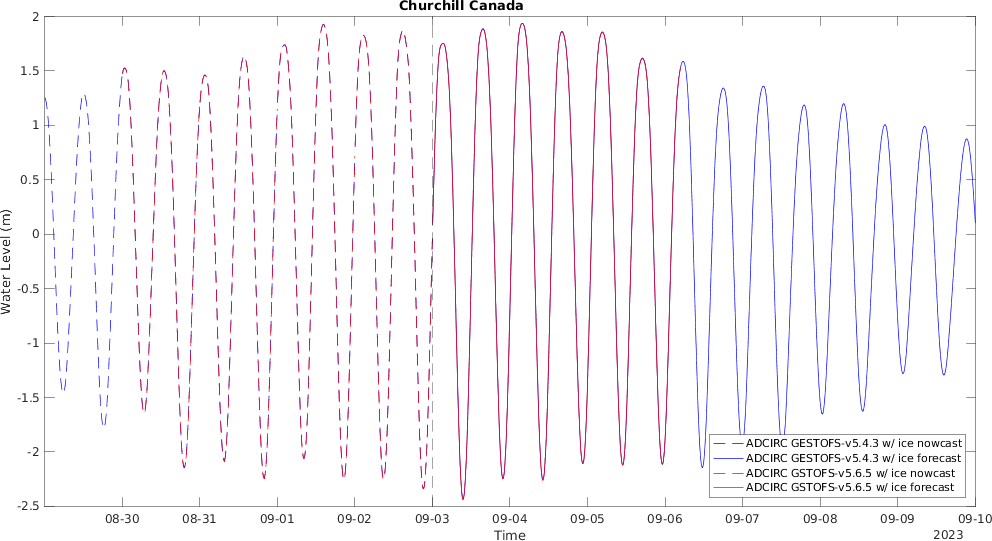 Churchill Canada
2
1.5
1
0.5
0
-0.5
-1
-1.5
-2
-2.5
Water Level (m)
ADCIRC GESTOFS-v5.4.3 w/ ice nowcast
ADCIRC GESTOFS-v5.4.3 w/ ice forecast
ADCIRC GSTOFS-v5.6.5 w/ ice nowcast
ADCIRC GSTOFS-v5.6.5 w/ ice forecast
08-30 08-31 09-01 09-02 09-03 09-04 09-05 09-06 09-07 09-08 09-09 09-10
Time
2023